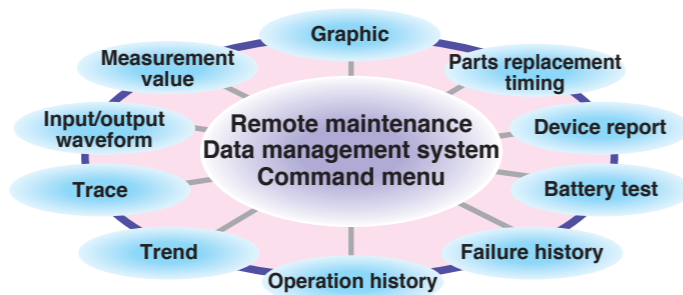 Graphic
Measurement
value
Parts replacement
timing
Input/output
waveform
Remote maintenance
Data management system
Command menu
Device report
Trace
Battery test
Trend
Failure history
Operation history